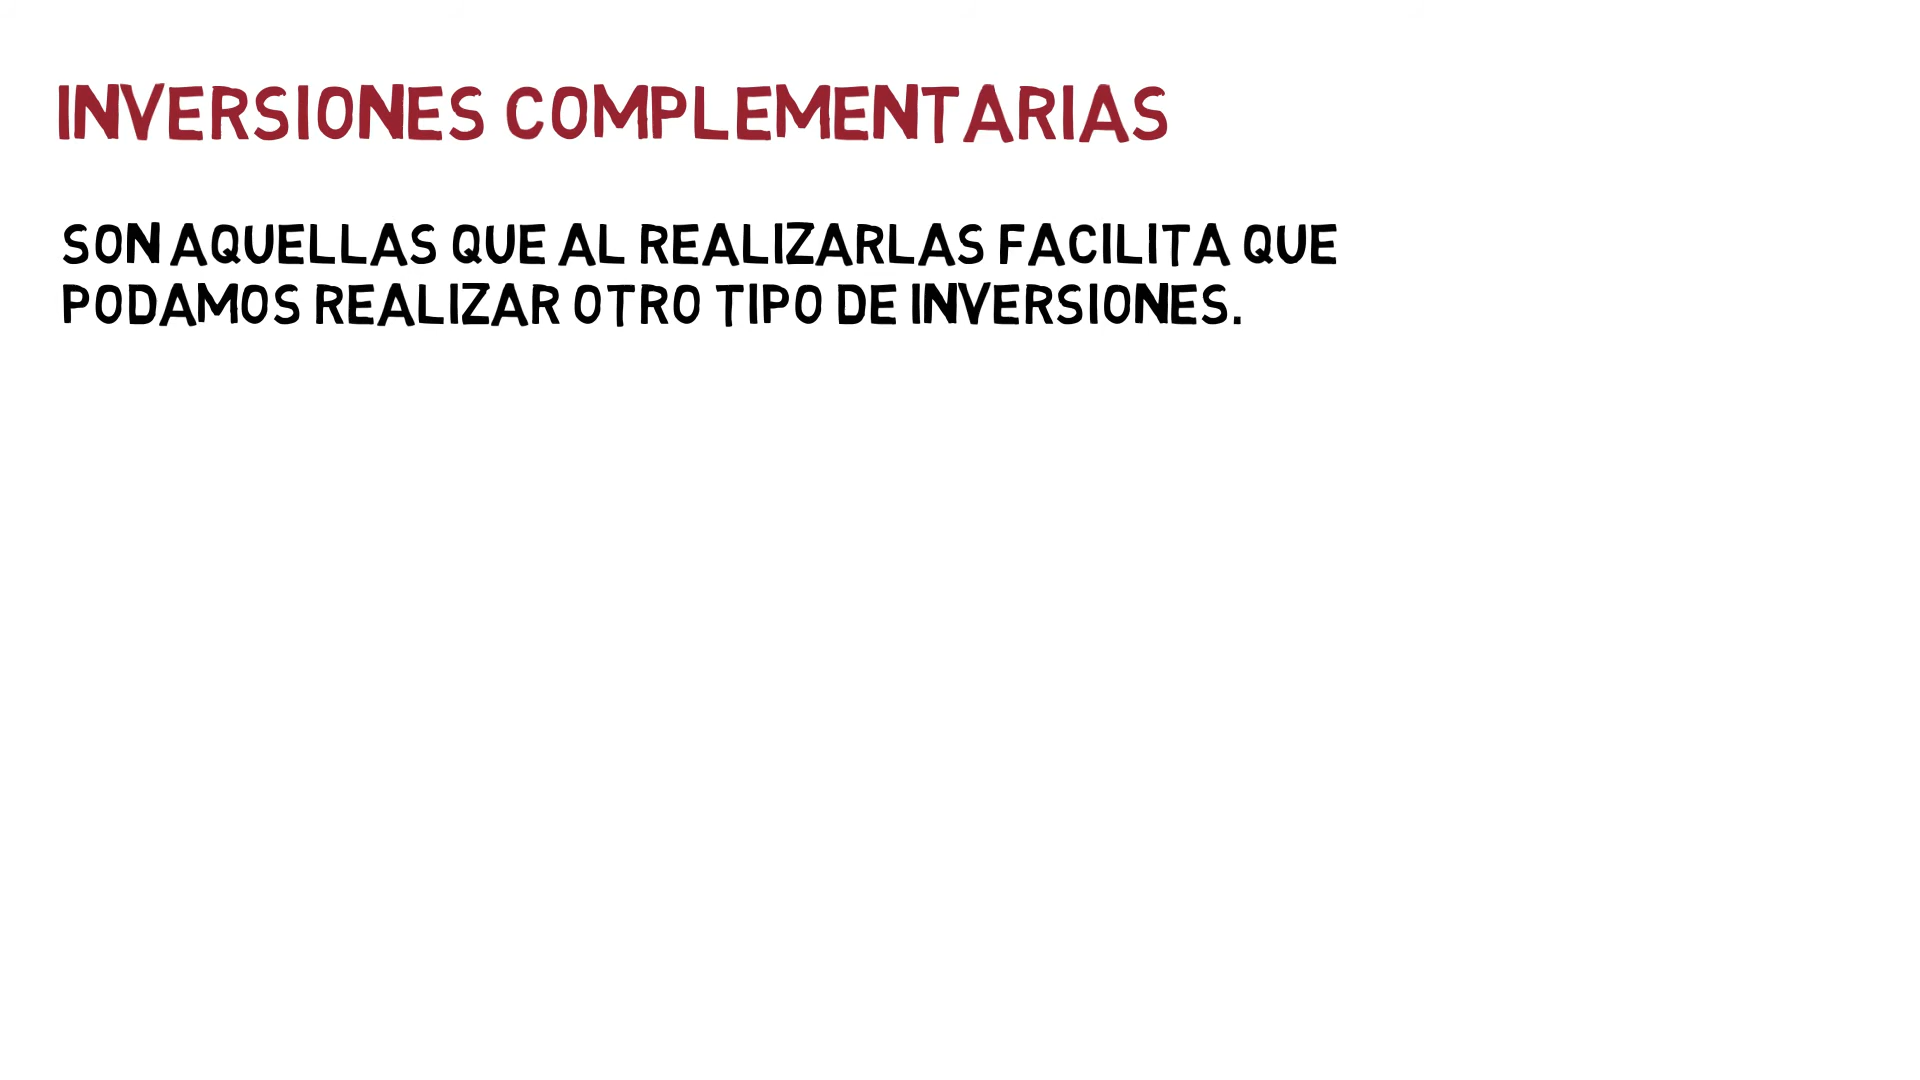 INVERSIONES COMPLEMENTARIAS
SON AQUELLAS QUE AL REALIZARLAS FACILITA QUE
PODAMOS REALIZAR OTRO TIPO DE INVERSIONES.